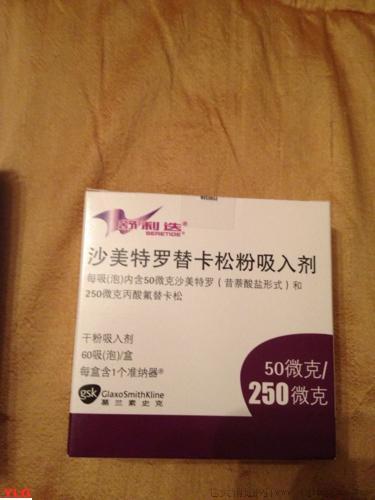 舒利迭®
SERETIDE®
沙美特罗替卡松粉吸入剂
每吸(泡)内含50微克沙美特罗(昔萘酸盐形式)和
250微克丙酸氟替卡松
干粉吸入剂
60吸(泡)/盒
每盒含1个准纳器®
50微克/
250微克
gsk GlaxoSmithKline
葛兰素史克